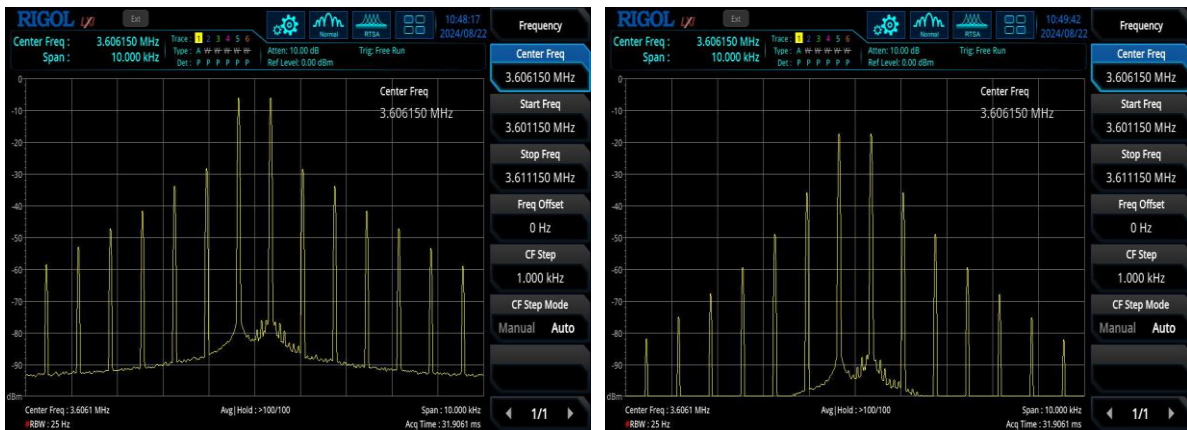 RIGOL LXI Ext
10:48:17
2024/08/22
Normal RTSA
Center Freq : 3.606150 MHz
Span : 10.000 kHz
Trace : 1 2 3 4 5 6
Type : A W W W W W
Det : P P P P P P
Atten: 10.00 dB
Ref Level: 0.00 dBm
Trig: Free Run
Center Freq
3.606150 MHz
0
-10
-20
-30
-40
-50
-60
-70
-80
-90
dBm
Center Freq : 3.6061 MHz
Avg|Hold : >100/100
Span : 10.000 kHz
#RBW : 25 Hz
Acq Time : 31.9061 ms
Frequency
Center Freq
3.606150 MHz
Start Freq
3.601150 MHz
Stop Freq
3.611150 MHz
Freq Offset
0 Hz
CF Step
1.000 kHz
CF Step Mode
Manual Auto
1/1
RIGOL LXI Ext
10:49:42
2024/08/22
Normal RTSA
Center Freq : 3.606150 MHz
Span : 10.000 kHz
Trace : 1 2 3 4 5 6
Type : A W W W W W
Det : P P P P P P
Atten: 10.00 dB
Ref Level: 0.00 dBm
Trig: Free Run
Center Freq
3.606150 MHz
0
-10
-20
-30
-40
-50
-60
-70
-80
-90
dBm
Center Freq : 3.6061 MHz
Avg|Hold : >100/100
Span : 10.000 kHz
#RBW : 25 Hz
Acq Time : 31.9061 ms
Frequency
Center Freq
3.606150 MHz
Start Freq
3.601150 MHz
Stop Freq
3.611150 MHz
Freq Offset
0 Hz
CF Step
1.000 kHz
CF Step Mode
Manual Auto
1/1